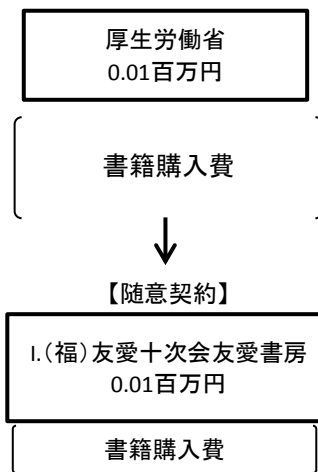 厚生労働省
0.01百万円
書籍購入費
【随意契約】
I.(福)友愛十次会友愛書房
0.01百万円
書籍購入費